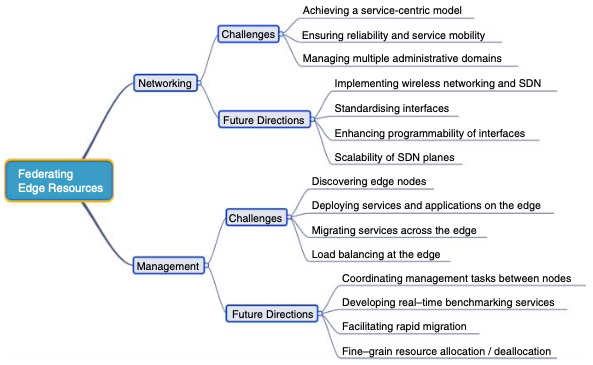 Federating
Edge Resources
Networking
Challenges
Achieving a service-centric model
Ensuring reliability and service mobility
Managing multiple administrative domains
Future Directions
Implementing wireless networking and SDN
Standardising interfaces
Enhancing programmability of interfaces
Scalability of SDN planes
Management
Challenges
Discovering edge nodes
Deploying services and applications on the edge
Migrating services across the edge
Load balancing at the edge
Future Directions
Coordinating management tasks between nodes
Developing real–time benchmarking services
Facilitating rapid migration
Fine–grain resource allocation / deallocation